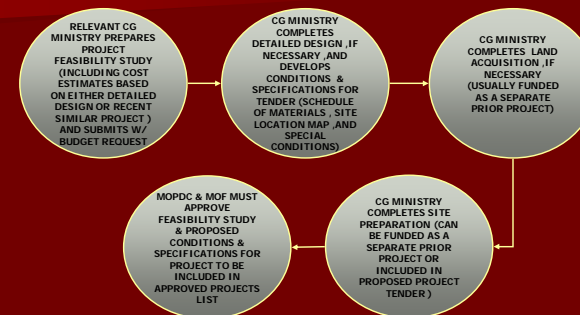 RELEVANT CG
MINISTRY PREPARES
PROJECT
FEASIBILITY STUDY
(INCLUDING COST
ESTIMATES BASED
ON EITHER DETAILED
DESIGN OR RECENT
SIMILAR PROJECT )
AND SUBMITS W/
BUDGET REQUEST
CG MINISTRY
COMPLETES
DETAILED DESIGN ,IF
NECESSARY ,AND
DEVELOPS
CONDITIONS &
SPECIFICATIONS FOR
TENDER (SCHEDULE
OF MATERIALS , SITE
LOCATION MAP ,AND
SPECIAL
CONDITIONS)
CG MINISTRY
COMPLETES LAND
ACQUISITION ,IF
NECESSARY
(USUALLY FUNDED
AS A SEPARATE
PRIOR PROJECT)
CG MINISTRY
COMPLETES SITE
PREPARATION (CAN
BE FUNDED AS A
SEPARATE PRIOR
PROJECT OR
INCLUDED IN
PROPOSED PROJECT
TENDER )
MOPDC & MOF MUST
APPROVE
FEASIBILITY STUDY
& PROPOSED
CONDITIONS &
SPECIFICATIONS FOR
PROJECT TO BE
INCLUDED IN
APPROVED PROJECTS
LIST